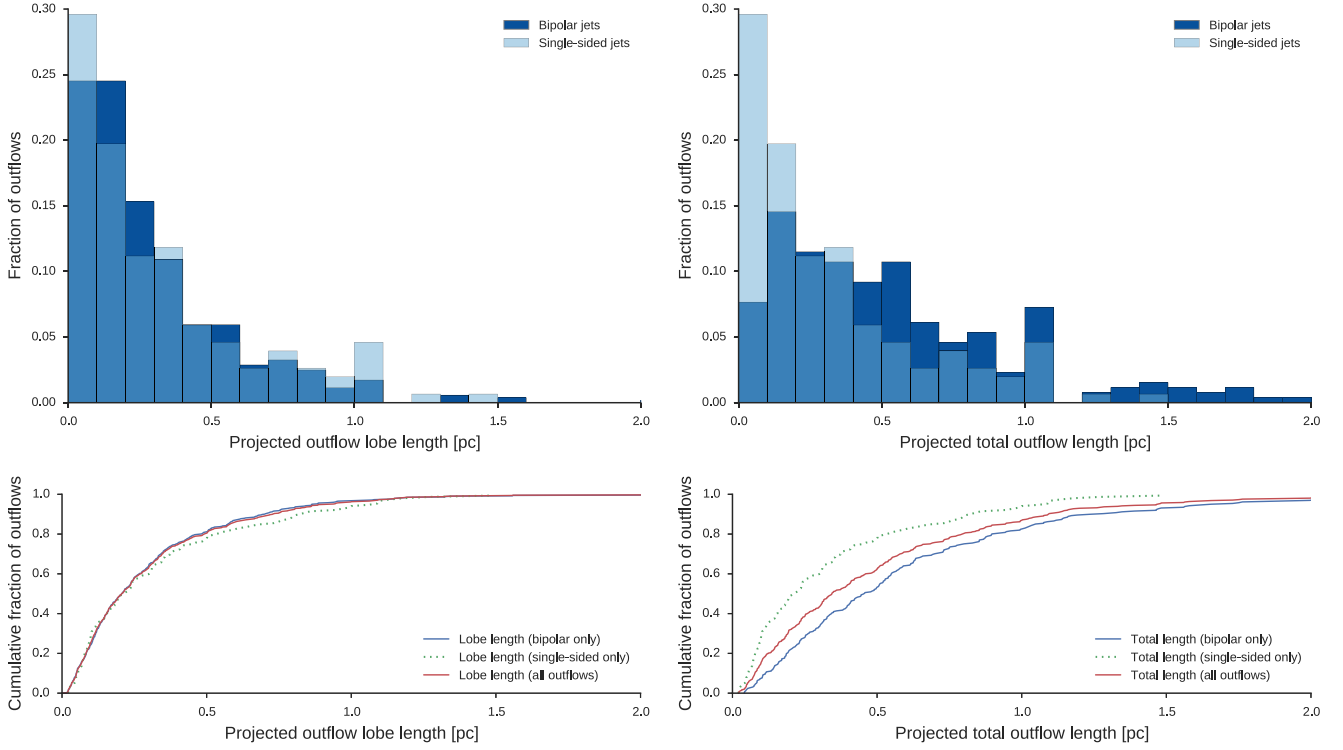 0.30
0.25
0.20
0.15
0.10
0.05
0.00
Fraction of outflows
Bipolar jets
Single-sided jets
0.0
0.5
1.0
1.5
2.0
Projected outflow lobe length [pc]
0.30
0.25
0.20
0.15
0.10
0.05
0.00
Fraction of outflows
Bipolar jets
Single-sided jets
0.0
0.5
1.0
1.5
2.0
Projected total outflow length [pc]
1.0
0.8
0.6
0.4
0.2
0.0
Cumulative fraction of outflows
Lobe length (bipolar only)
Lobe length (single-sided only)
Lobe length (all outflows)
0.0
0.5
1.0
1.5
2.0
Projected outflow lobe length [pc]
1.0
0.8
0.6
0.4
0.2
0.0
Cumulative fraction of outflows
Total length (bipolar only)
Total length (single-sided only)
Total length (all outflows)
0.0
0.5
1.0
1.5
2.0
Projected total outflow length [pc]